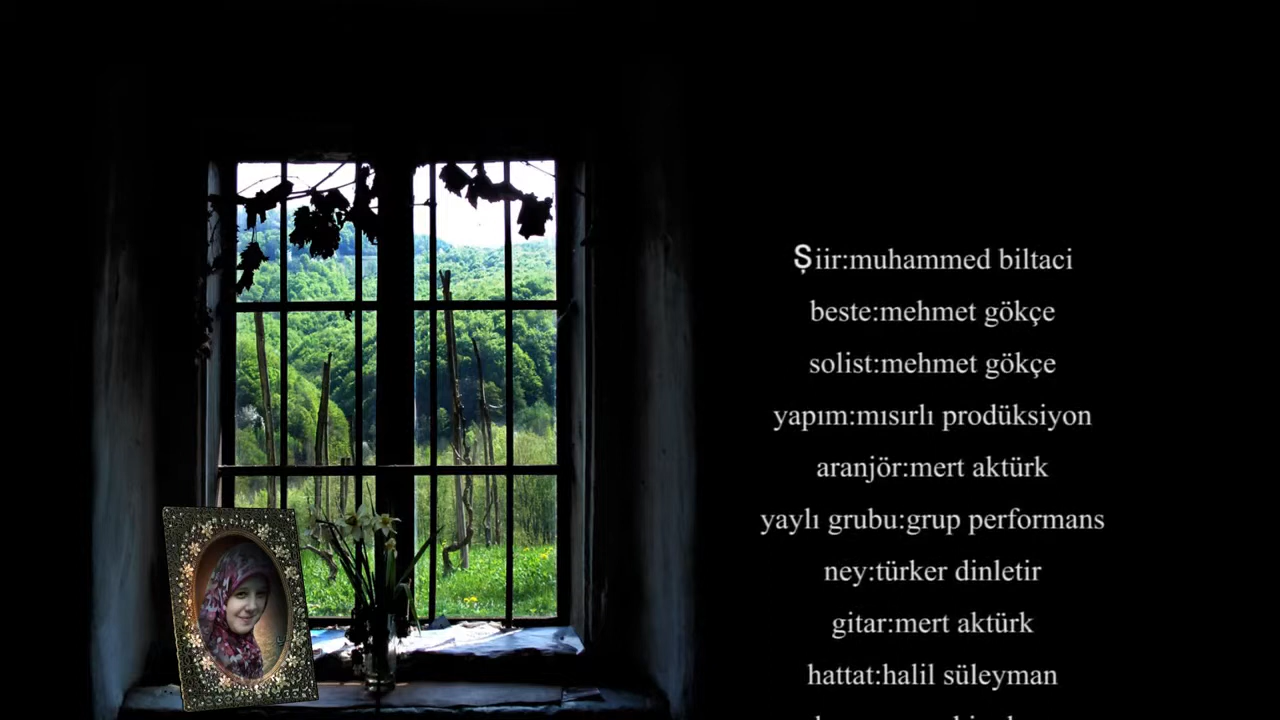 Şiir:muhammed biltaci
beste:mehmet gökçe
solist:mehmet gökçe
yapım:mısırlı prodüksiyon
aranjör:mert aktürk
yaylı grubu:grup performans
ney:türker dinletir
gitar:mert aktürk
hattat:halil süleyman